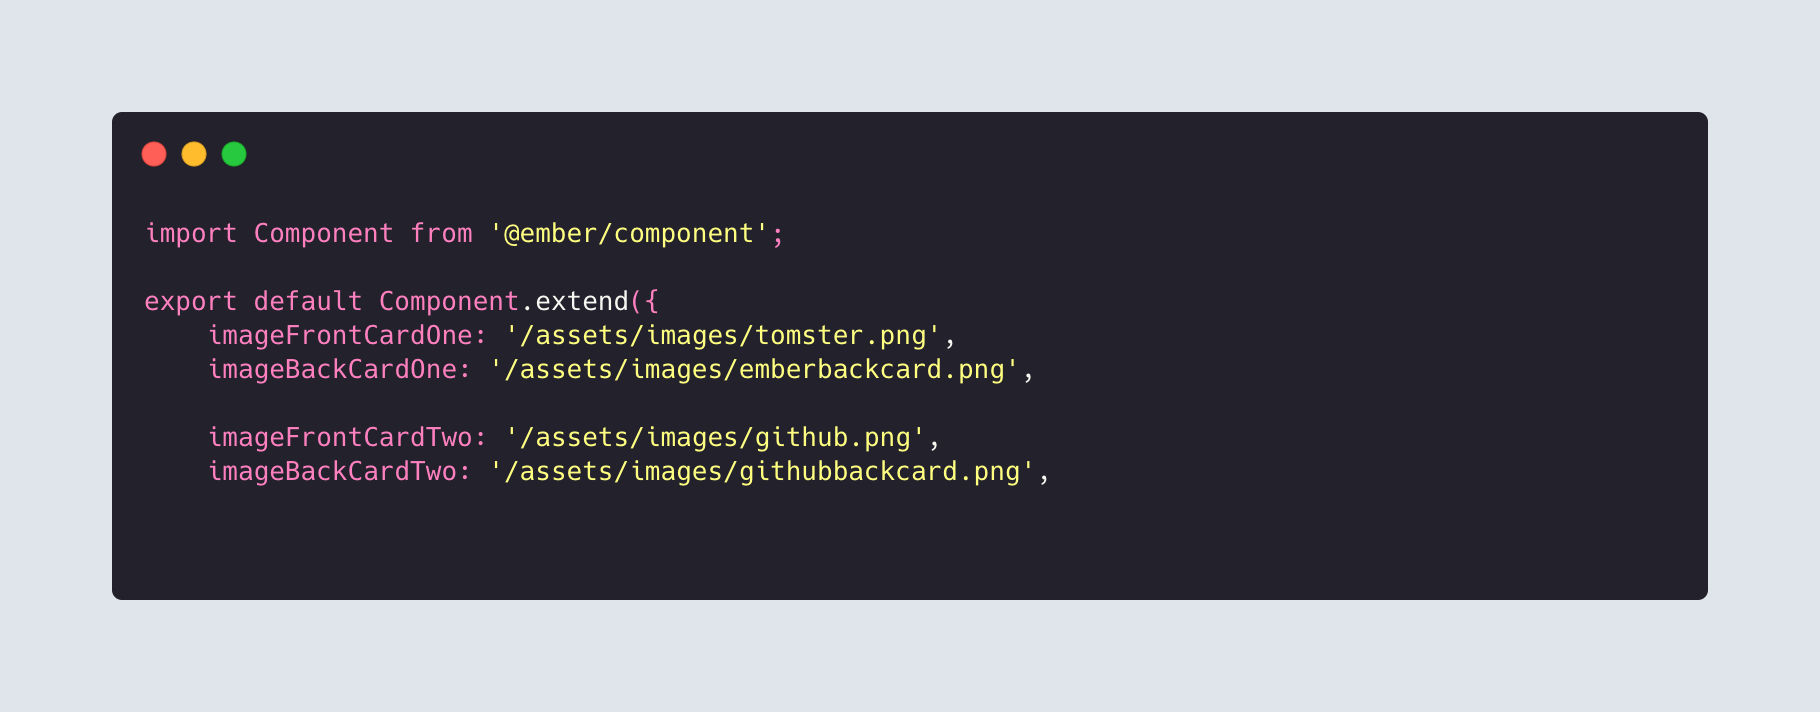 import Component from '@ember/component';
export default Component.extend({
imageFrontCardOne: '/assets/images/tomster.png',
imageBackCardOne: '/assets/images/emberbackcard.png',
imageFrontCardTwo: '/assets/images/github.png',
imageBackCardTwo: '/assets/images/githubbackcard.png',